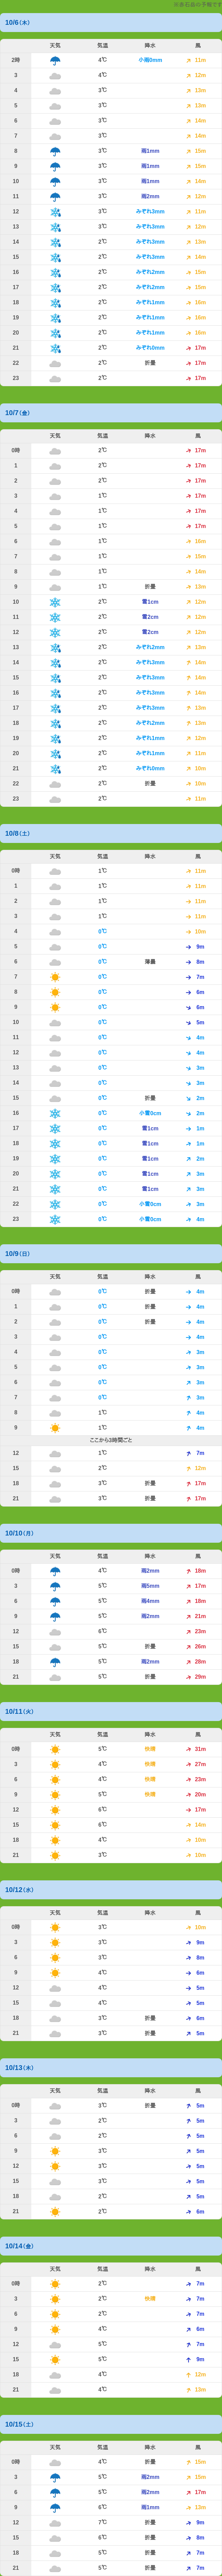 の予報です
10/6(木)
天気 気温 降水 風
2時 4℃ 小雨0mm 11m
3 4℃ 12m
4 3℃ 13m
5 3℃ 13m
6 3℃ 14m
7 3℃ 14m
8 3℃ 雨1mm 15m
9 3℃ 雨1mm 15m
10 3℃ 雨1mm 14m
11 3℃ 雨2mm 12m
12 3℃ みぞれ3mm 11m
13 3℃ みぞれ3mm 12m
14 2℃ みぞれ3mm 13m
15 2℃ みぞれ3mm 14m
16 2℃ みぞれ2mm 15m
17 2℃ みぞれ2mm 15m
18 2℃ みぞれ1mm 16m
19 2℃ みぞれ1mm 16m
20 2℃ みぞれ1mm 16m
21 2℃ みぞれ0mm 17m
22 2℃ 折曇 17m
23 2℃ 17m
10/7(金)
天気 気温 降水 風
0時 2℃ 17m
1 2℃ 17m
2 2℃ 17m
3 1℃ 17m
4 1℃ 17m
5 1℃ 17m
6 1℃ 16m
7 1℃ 15m
8 1℃ 14m
9 1℃ 折曇 13m
10 2℃ 雪1cm 12m
11 2℃ 雪2cm 12m
12 2℃ 雪2cm 12m
13 2℃ みぞれ2mm 13m
14 2℃ みぞれ3mm 14m
15 2℃ みぞれ3mm 14m
16 2℃ みぞれ3mm 14m
17 2℃ みぞれ3mm 13m
18 2℃ みぞれ2mm 13m
19 2℃ みぞれ1mm 12m
20 2℃ みぞれ1mm 11m
21 2℃ みぞれ0mm 10m
22 2℃ 折曇 10m
23 2℃ 11m
10/8(土)
天気 気温 降水 風
0時 1℃ 11m
1 1℃ 11m
2 1℃ 11m
3 1℃ 11m
4 0℃ 10m
5 0℃ 9m
6 0℃ 薄曇 8m
7 0℃ 7m
8 0℃ 6m
9 0℃ 6m
10 0℃ 5m
11 0℃ 4m
12 0℃ 4m
13 0℃ 3m
14 0℃ 3m
15 0℃ 折曇 2m
16 0℃ 小雪0cm 2m
17 0℃ 雪1cm 1m
18 0℃ 雪1cm 1m
19 0℃ 雪1cm 2m
20 0℃ 雪1cm 3m
21 0℃ 雪1cm 3m
22 0℃ 小雪0cm 3m
23 0℃ 小雪0cm 4m
10/9(日)
天気 気温 降水 風
0時 0℃ 折曇 4m
1 0℃ 折曇 4m
2 0℃ 折曇 4m
3 0℃ 4m
4 0℃ 3m
5 0℃ 3m
6 0℃ 3m
7 0℃ 3m
8 1℃ 4m
9 1℃ 4m
ここから3時間ごと
12 1℃ 7m
15 2℃ 12m
18 3℃ 折曇 17m
21 3℃ 折曇 17m
10/10(月)
天気 気温 降水 風
0時 4℃ 雨2mm 18m
3 5℃ 雨5mm 17m
6 5℃ 雨4mm 18m
9 5℃ 雨2mm 21m
12 6℃ 23m
15 5℃ 折曇 26m
18 5℃ 雨2mm 28m
21 5℃ 折曇 29m
10/11(火)
天気 気温 降水 風
0時 5℃ 快晴 31m
3 4℃ 快晴 27m
6 4℃ 快晴 23m
9 5℃ 快晴 20m
12 6℃ 17m
15 6℃ 14m
18 4℃ 10m
21 3℃ 10m
10/12(水)
天気 気温 降水 風
0時 3℃ 10m
3 3℃ 9m
6 3℃ 8m
9 4℃ 6m
12 4℃ 5m
15 4℃ 5m
18 3℃ 折曇 6m
21 3℃ 折曇 5m
10/13(木)
天気 気温 降水 風
0時 3℃ 折曇 5m
3 2℃ 5m
6 2℃ 5m
9 3℃ 5m
12 3℃ 5m
15 3℃ 5m
18 2℃ 5m
21 2℃ 6m
10/14(金)
天気 気温 降水 風
0時 2℃ 7m
3 2℃ 快晴 7m
6 2℃ 7m
9 4℃ 6m
12 5℃ 7m
15 5℃ 9m
18 4℃ 12m
21 4℃ 13m
10/15(土)
天気 気温 降水 風
0時 4℃ 折曇 15m
3 5℃ 雨2mm 15m
6 5℃ 雨2mm 17m
9 6℃ 雨1mm 13m
12 7℃ 折曇 9m
15 6℃ 折曇 8m
18 5℃ 折曇 7m
21 5℃ 折曇 7m